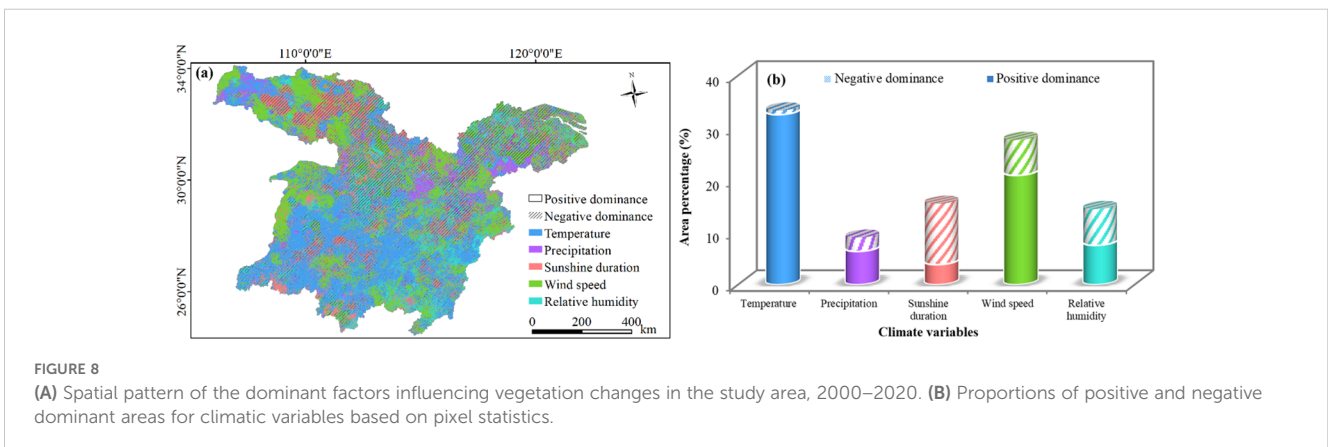 110°0'0"E
120°0'0"E
34°0'0"N
30°0'0"N
26°0'0"N
(a)
N
Positive dominance
Negative dominance
Temperature
Precipitation
Sunshine duration
Wind speed
Relative humidity
0 200 400
km
(b)
Negative dominance
Positive dominance
Area percentage (%)
40
30
20
10
0
Temperature
Precipitation
Sunshine
duration
Wind speed
Relative
humidity
Climate variables
FIGURE 8
(A) Spatial pattern of the dominant factors influencing vegetation changes in the study area, 2000–2020. (B) Proportions of positive and negative
dominant areas for climatic variables based on pixel statistics.